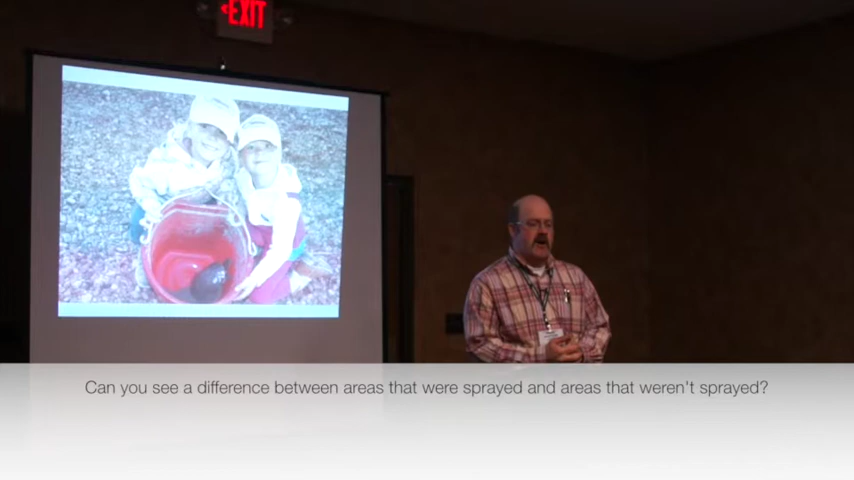 EXIT
Can you see a difference between areas that were sprayed and areas that weren't sprayed?